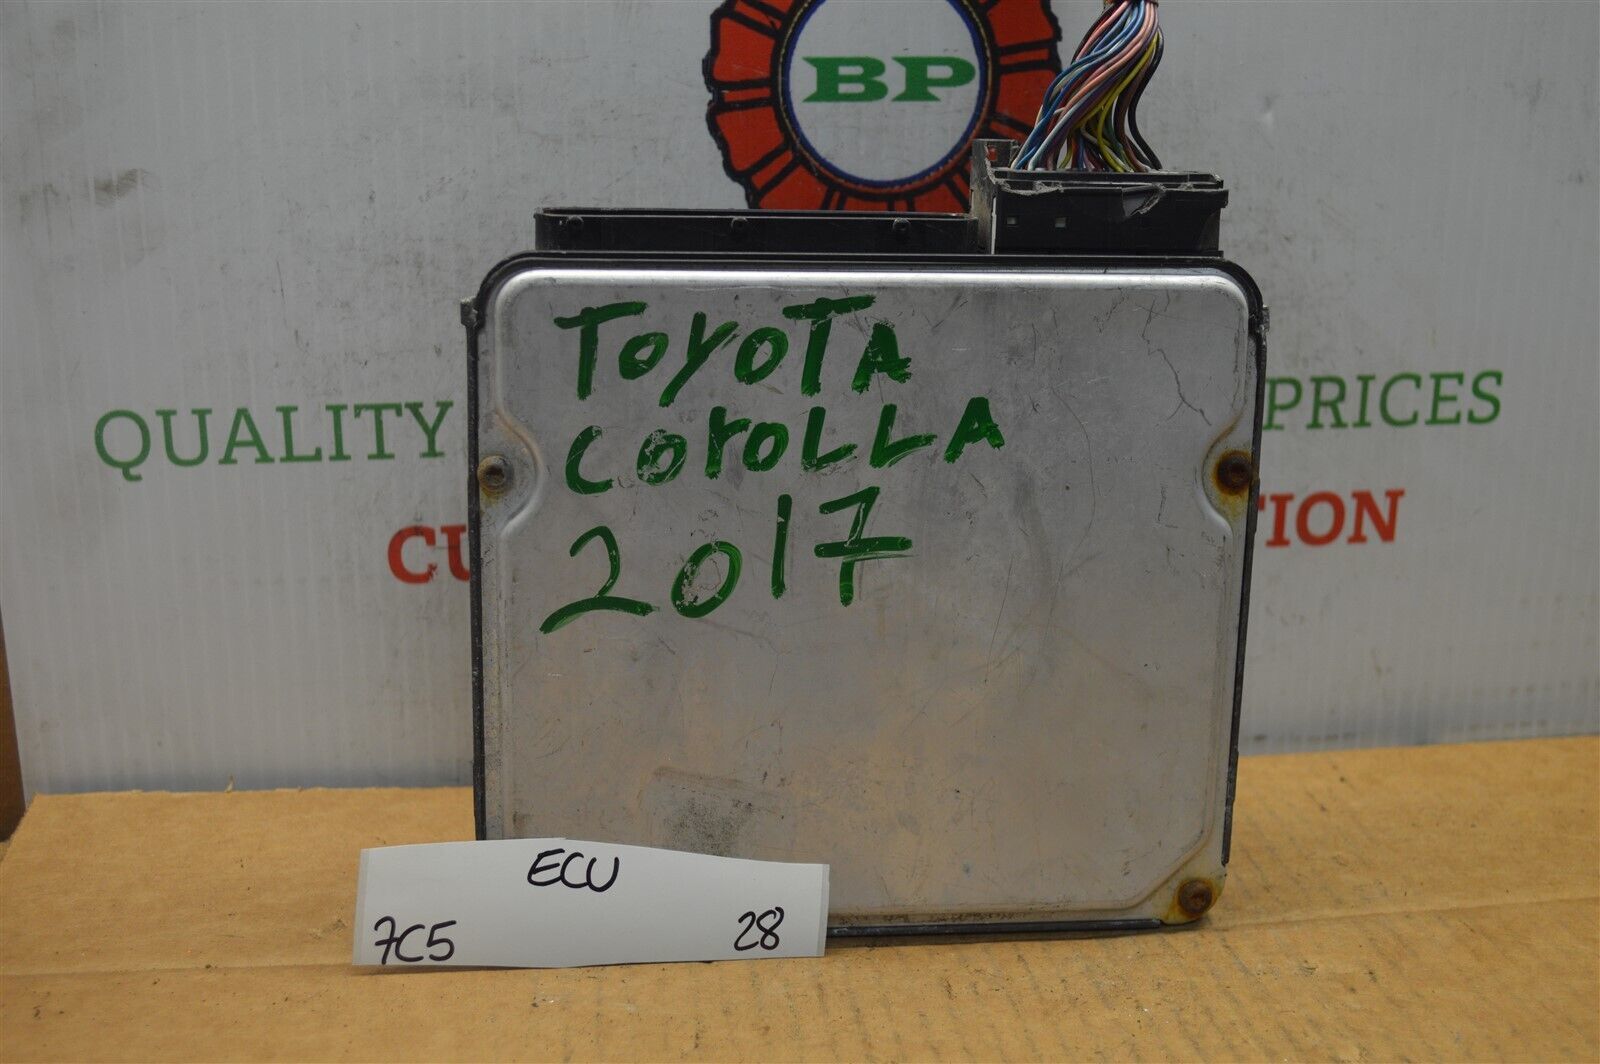 BP
QUALITY
PRICES
CU
TION
TOYOTA
COROLLA
2017
ECU
7C5
28